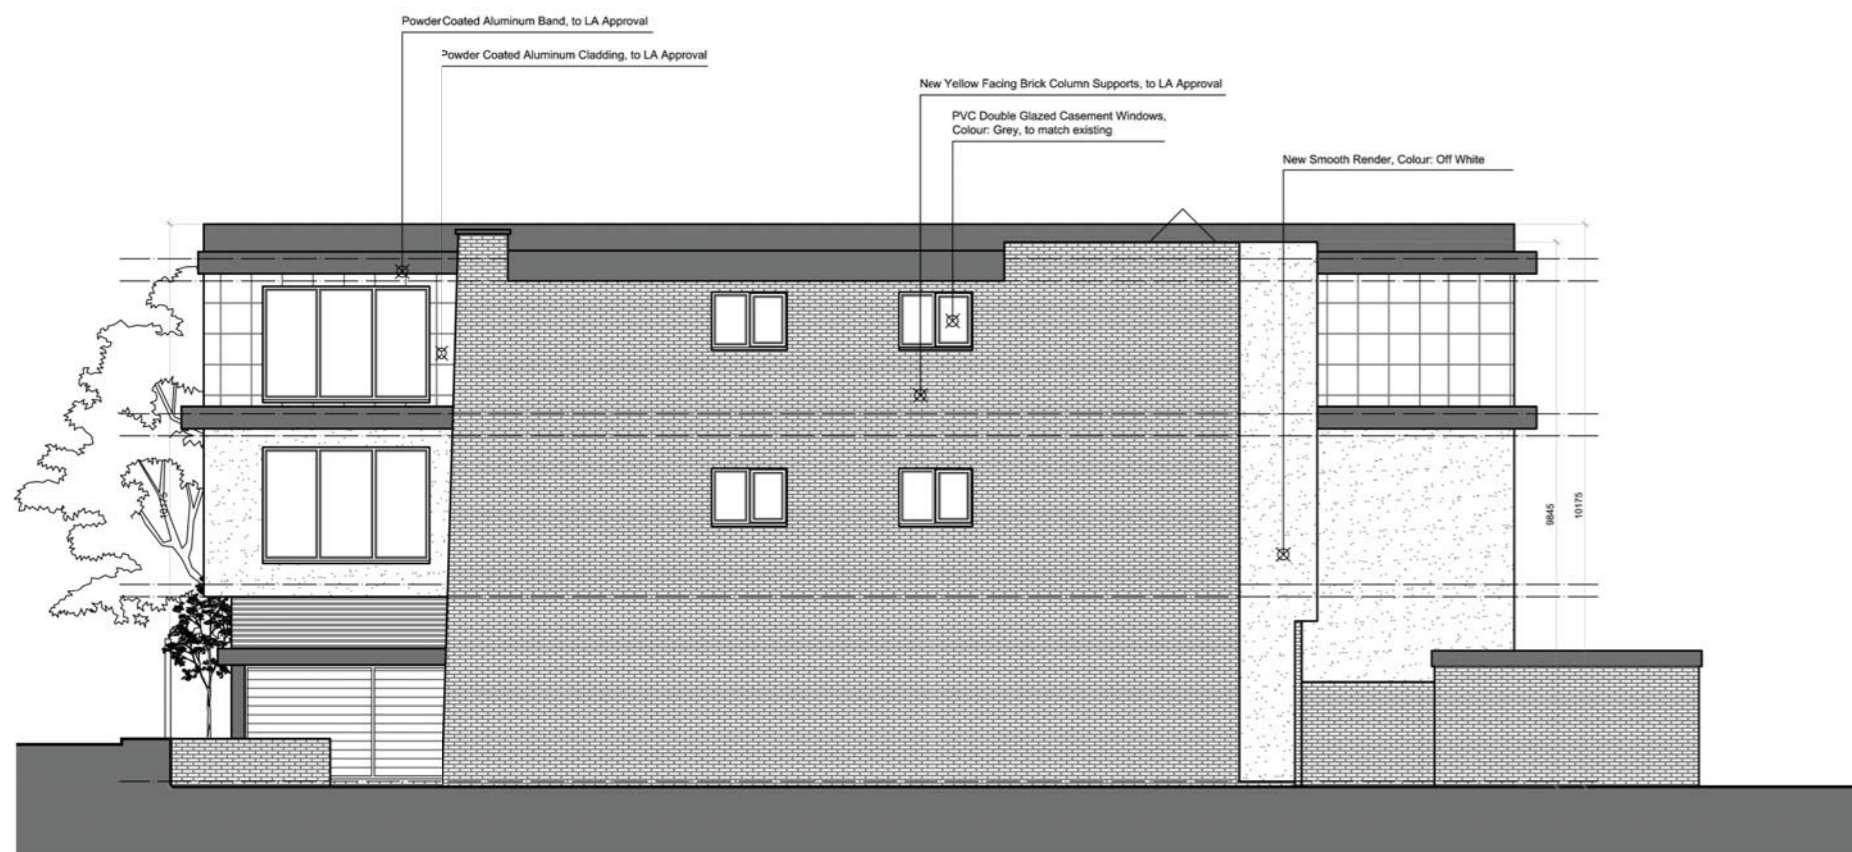 PowderCoated Aluminum Band, to LA Approval
Powder Coated Aluminum Cladding, to LA Approval
New Yellow Facing Brick Column Supports, to LA Approval
PVC Double Glazed Casement Windows,
Colour: Grey, to match existing
New Smooth Render, Colour: Off White
10175
9845
10175